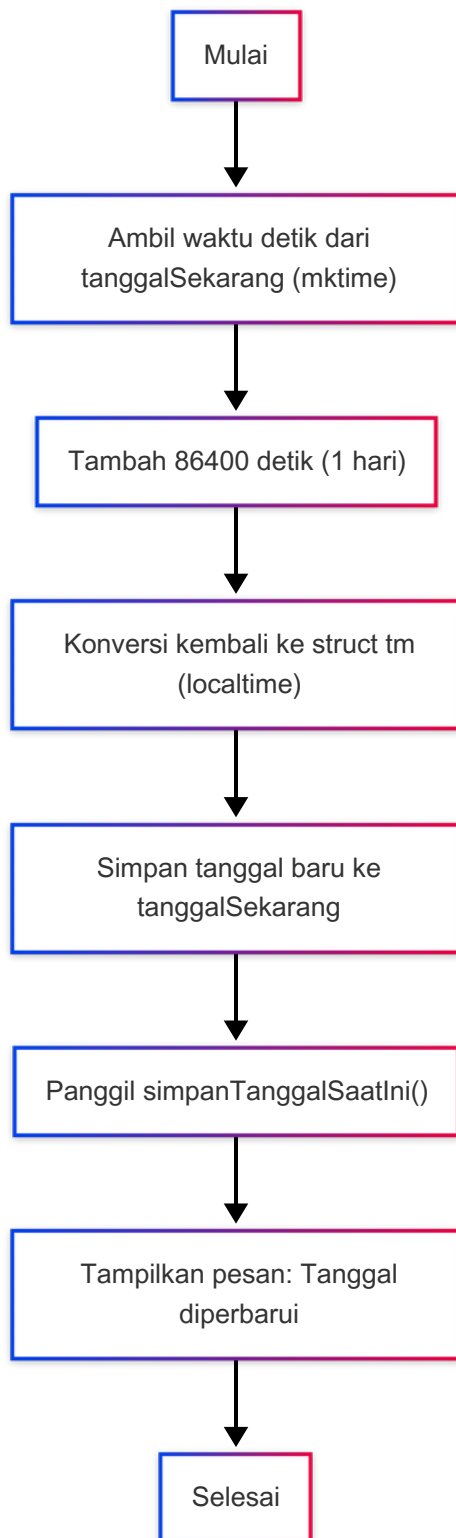 Mulai
Ambil waktu detik dari
tanggalSekarang (mktime)
Tambah 86400 detik (1 hari)
Konversi kembali ke struct tm
(localtime)
Simpan tanggal baru ke
tanggalSekarang
Panggil simpanTanggalSaatIni()
Tampilkan pesan: Tanggal
diperbarui
Selesai